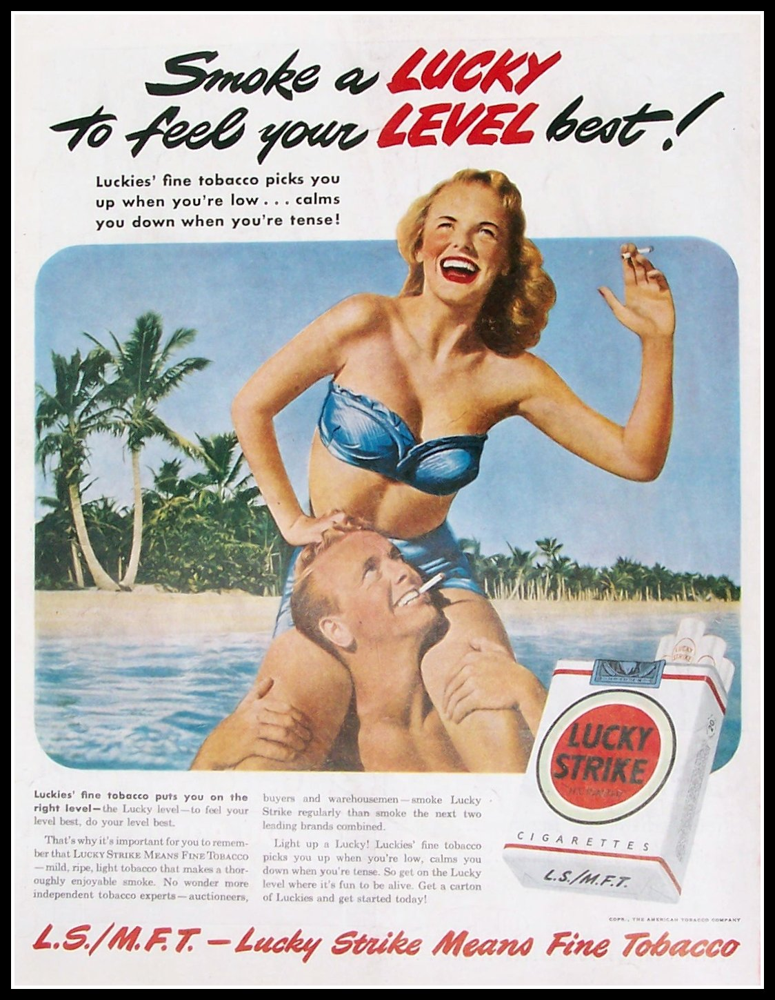 Smoke a LUCKY
to feel your LEVEL best!
Luckies' fine tobacco picks you
up when you're low . . . calms
you down when you're tense!
Luckies' fine tobacco puts you on the
right level—the Lucky level—to feel your
level best, do your level best.
That's why it's important for you to remem-
ber that LUCKY STRIKE MEANS FINE TOBACCO
—mild, ripe, light tobacco that makes a thor-
oughly enjoyable smoke. No wonder more
independent tobacco experts—auctioneers,
buyers and warehousemen—smoke Lucky
Strike regularly than smoke the next two
leading brands combined.
Light up a Lucky! Luckies' fine tobacco
picks you up when you're low, calms you
down when you're tense. So get on the Lucky
level where it's fun to be alive. Get a carton
of Luckies and get started today!
LUCKY
STRIKE
20
LUCKY
STRIKE
CIGARETTES
L.S./M.F.T.
COPR., THE AMERICAN TOBACCO COMPANY
L.S./M.F.T. — Lucky Strike Means Fine Tobacco